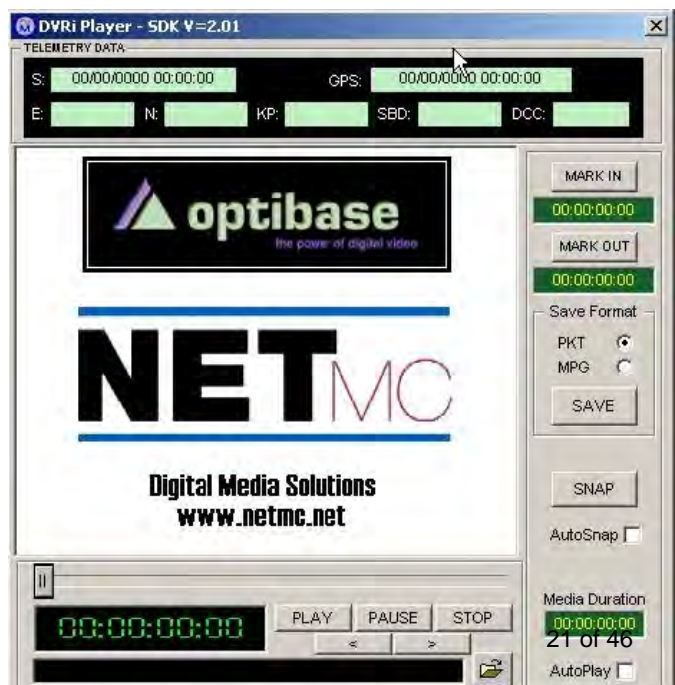 DVRi Player - SDK V=2.01
TELEMETRY DATA
S: 00/00/0000 00:00:00 GPS: 00/00/0000 00:00:00
E: N: KP: SBD: DCC:
optibase
the power of digital video
NETMC
Digital Media Solutions
www.netmc.net
MARK IN
00:00:00:00
MARK OUT
00:00:00:00
Save Format
PKT
MPG
SAVE
SNAP
AutoSnap
Media Duration
00:00:00:00
21 of 46
AutoPlay
00:00:00:00
PLAY PAUSE STOP
< >